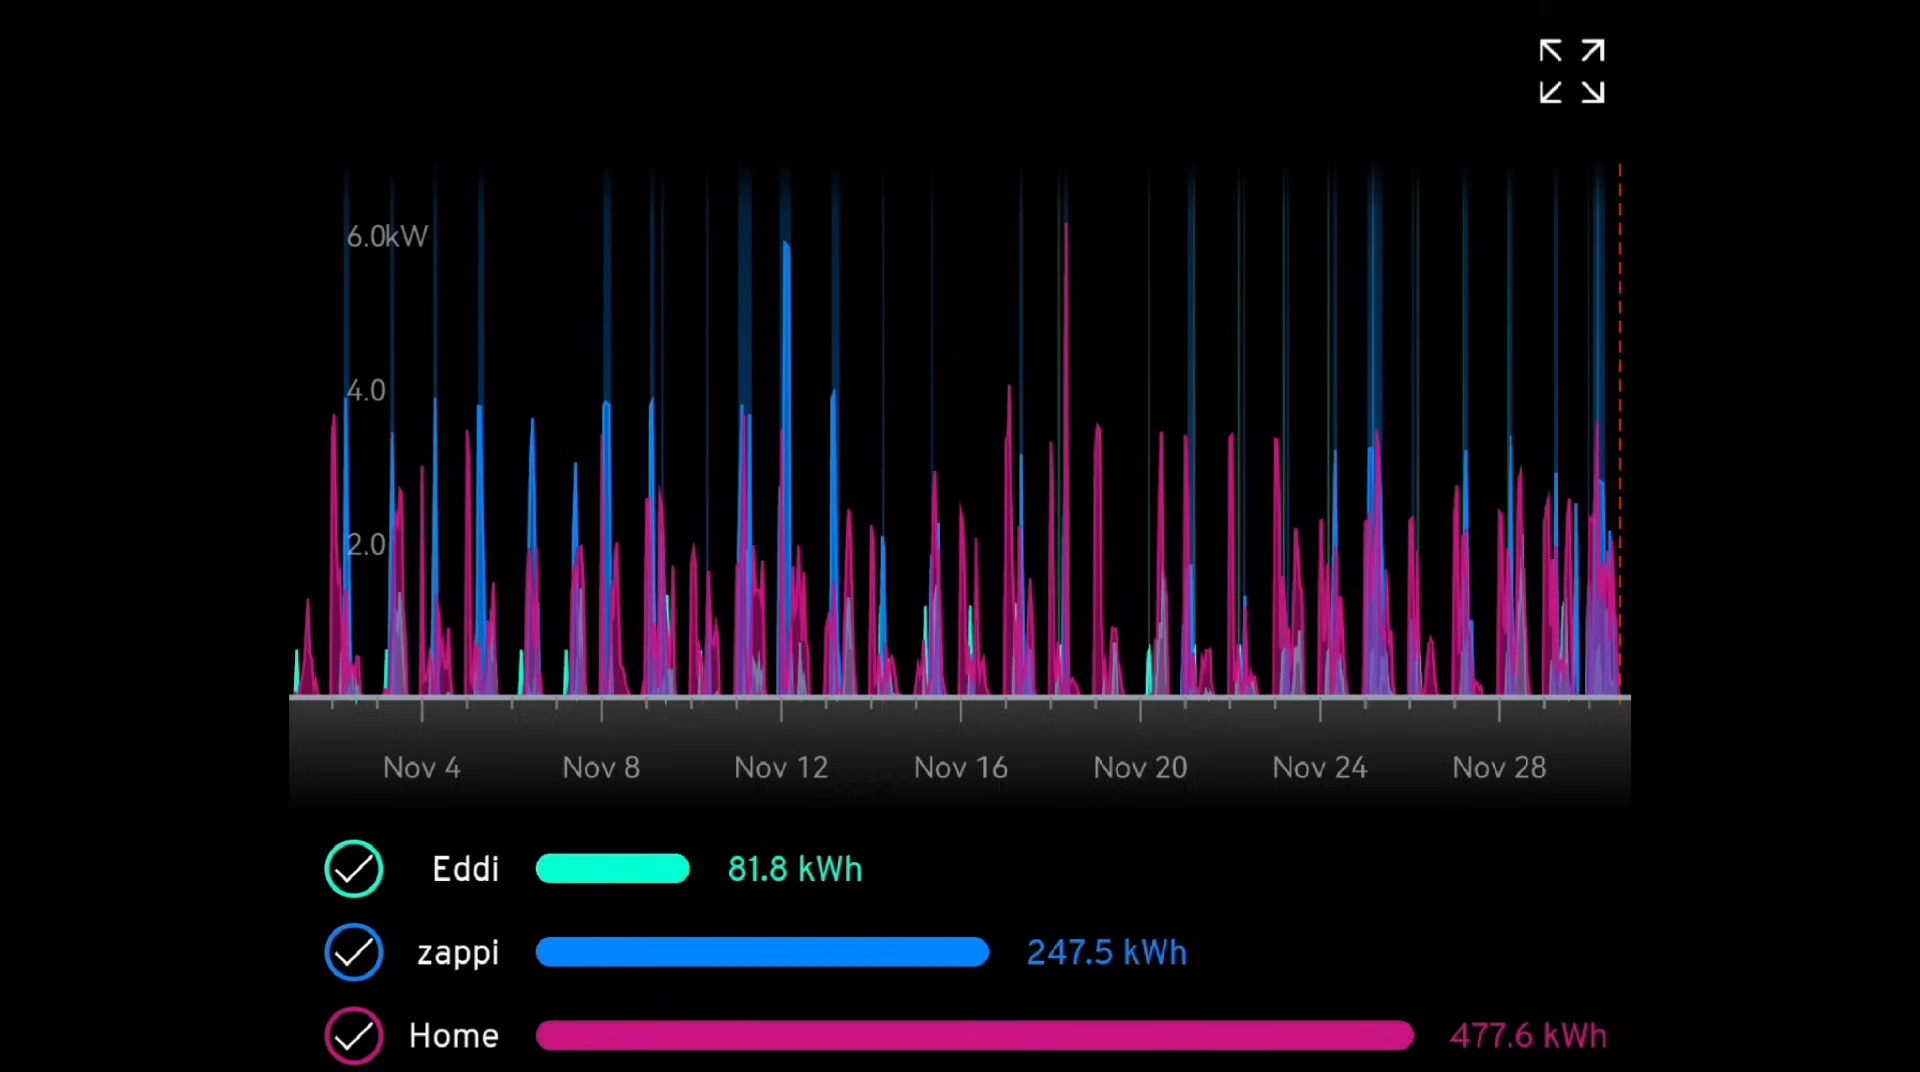 6.0kW
4.0
2.0
Nov 4 Nov 8 Nov 12 Nov 16 Nov 20 Nov 24 Nov 28
Eddi 81.8 kWh
zappi 247.5 kWh
Home 477.6 kWh